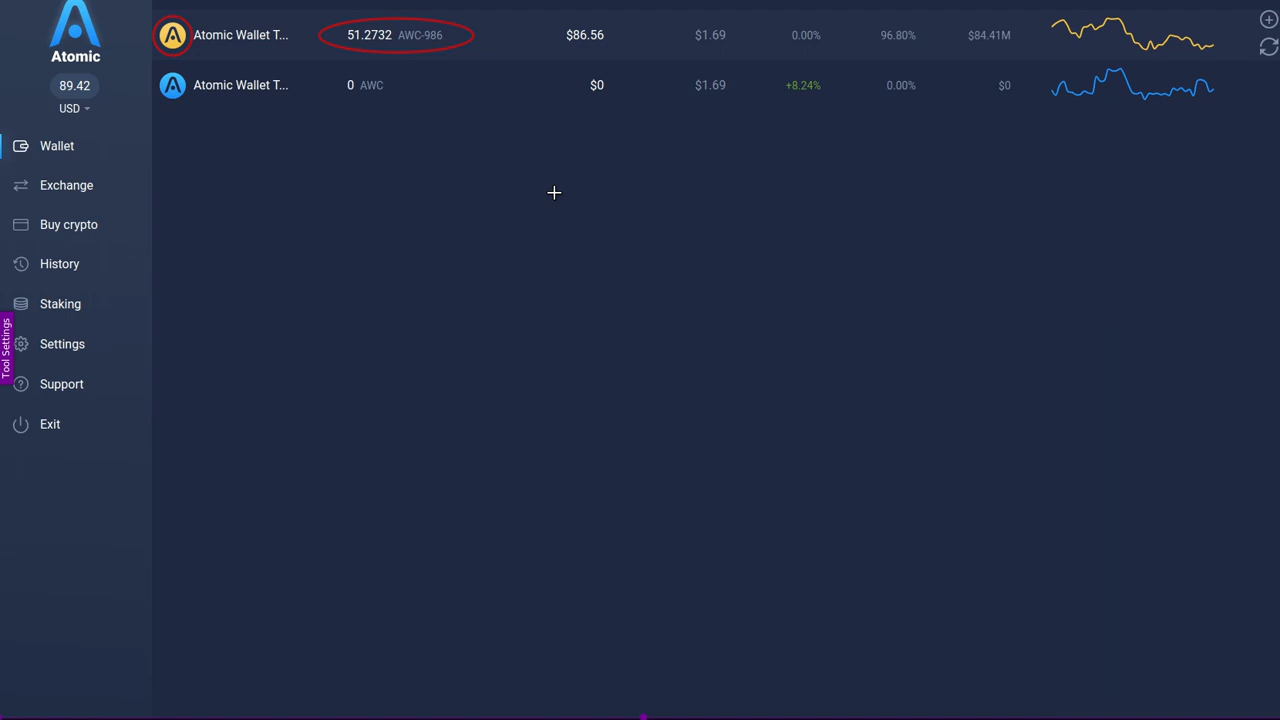 Atomic
89.42
USD
Wallet
Exchange
Buy crypto
History
Staking
Settings
Support
Exit
Tool Settings
Atomic Wallet T... 51.2732 AWC-986 $86.56 $1.69 0.00% 96.80% $84.41M
Atomic Wallet T... 0 AWC $0 $1.69 +8.24% 0.00% $0